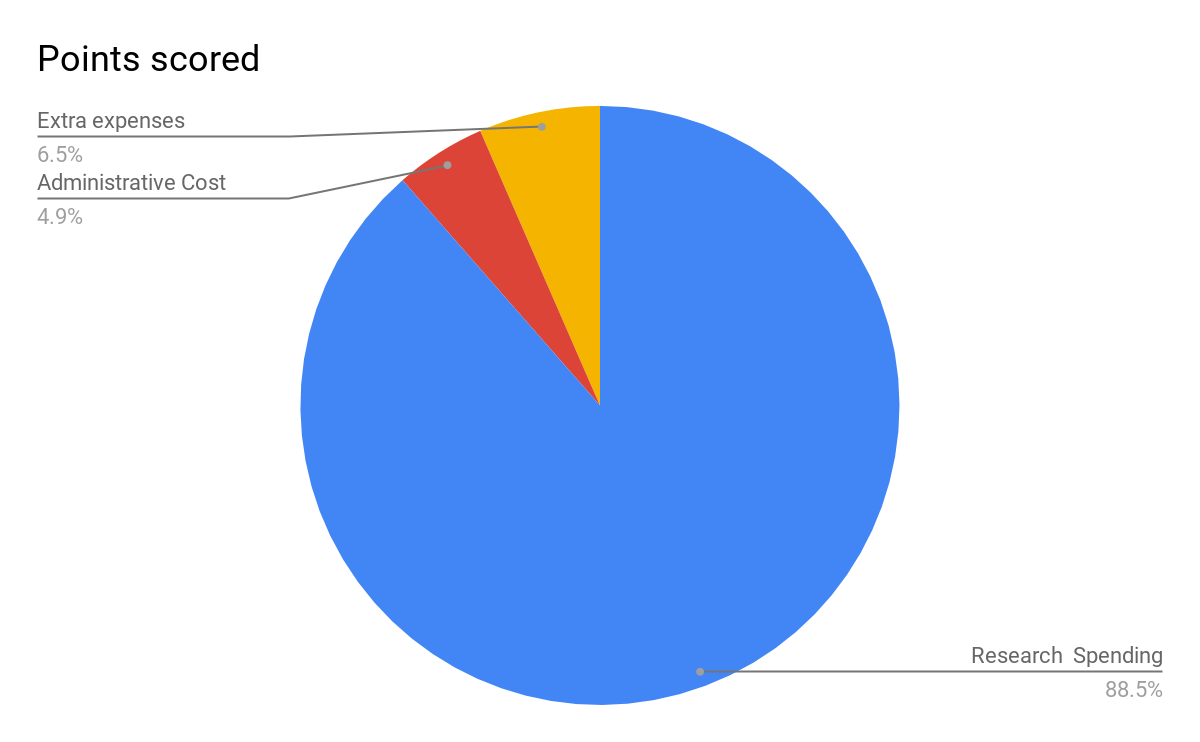 Points scored
Extra expenses
6.5%
Administrative Cost
4.9%
Research  Spending
88.5%